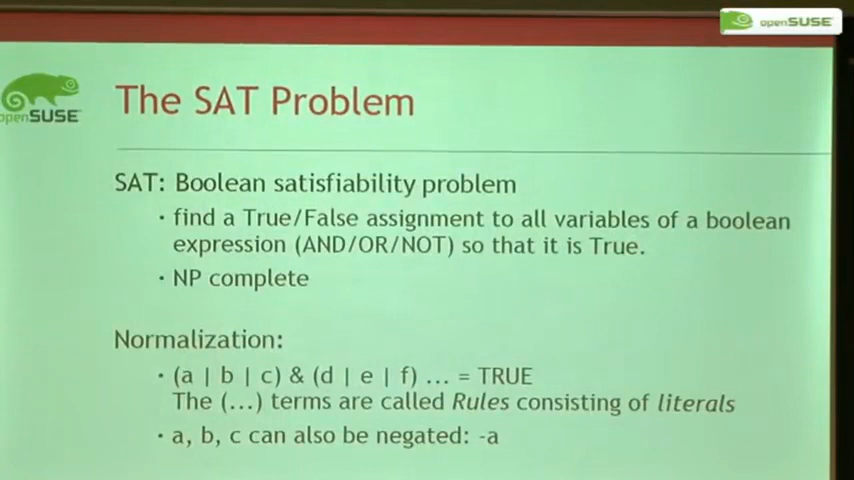 openSUSE
openSUSE
The SAT Problem
SAT: Boolean satisfiability problem
· find a True/False assignment to all variables of a boolean
expression (AND/OR/NOT) so that it is True.
· NP complete
Normalization:
· (a | b | c) & (d | e | f) ... = TRUE
The (...) terms are called Rules consisting of literals
· a, b, c can also be negated: -a